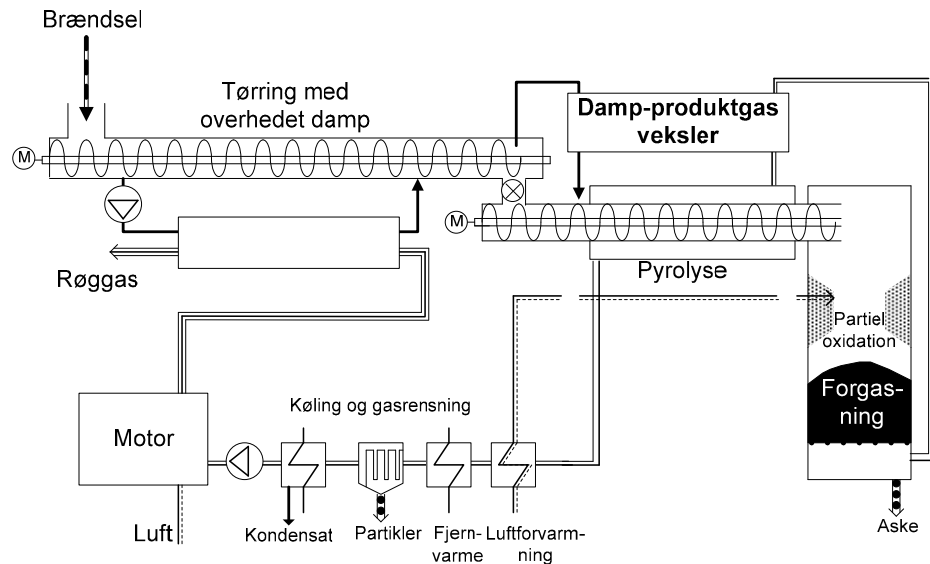 Brændsel
Tørring med
overhedet damp
Damp-produktgas
veksler
M
M
Pyrolyse
Røggas
Partiel
oxidation
Forgas-
ning
Køling og gasrensning
Motor
Luft
Kondensat
Partikler
Fjern-
varme
Luftforvarm-
ning
Aske